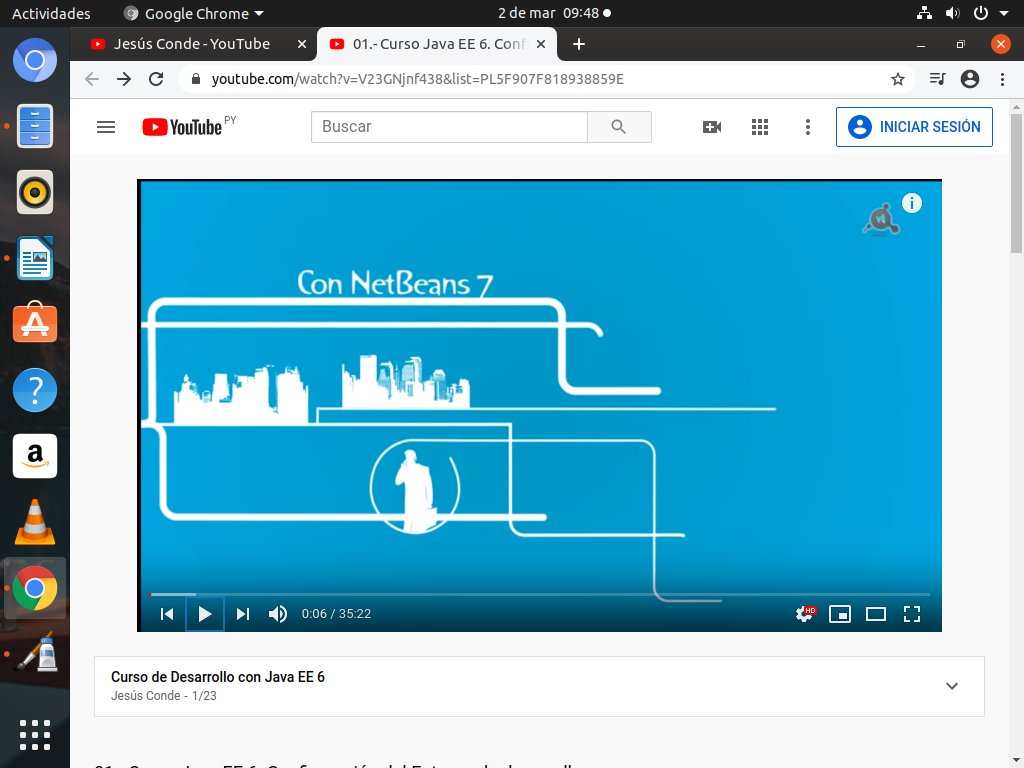 Actividades
Google Chrome
2 de mar 09:48
Jesús Conde - YouTube
01.- Curso Java EE 6. Conf
youtube.com/watch?v=V23GNjnf438&list=PL5F907F818938859E
YouTube PY
Buscar
INICIAR SESIÓN
Con NetBeans 7
0:06 / 35:22
HD
Curso de Desarrollo con Java EE 6
Jesús Conde - 1/23